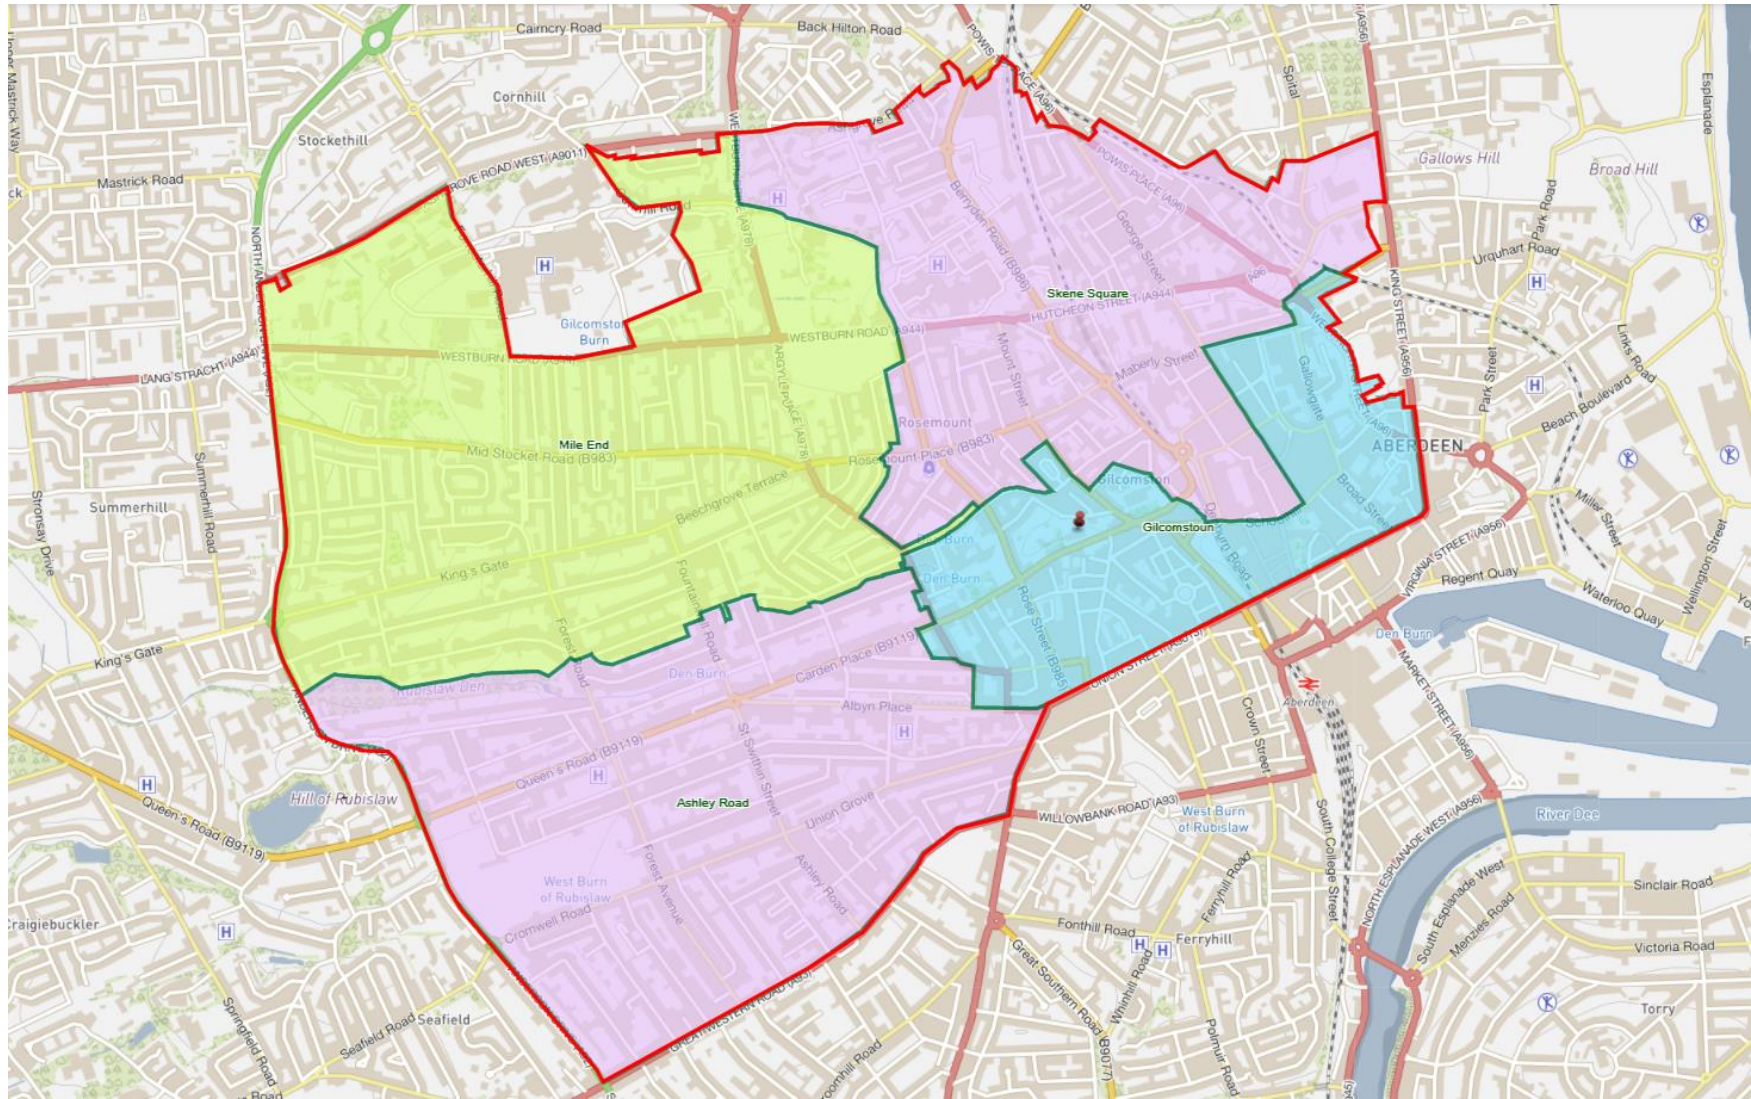 Cairncry Road
Back Hilton Road
Cornhill
Spital
Esplanade
Stockethill
Mastrick Road
Gallows Hill
Broad Hill
Park Road
Urquhart Road
H
H
H
H
POWIS PLACE (A96)
Berryden Road (B986)
George Street
A96
Skene Square
HUTCHEON STREET (A944)
KING STREET (A956)
KING STREET (A956)
Gilcomston
Burn
WESTBURN ROAD (A944)
LANG STRACHT (A944)
ARGYLL PLACE (A978)
Mount Street
Maberly Street
Gallowgate
Links Road
Park Street
H
Beach Boulevard
Rosemount
Mile End
Mid Stocket Road (B983)
Rosemount Place (B983)
ABERDEEN
Summerhill
Summerhill Road
Stronsay Drive
Beechgrove Terrace
Gilcomston
Broad Street
Miller Street
Gilcomstoun
Wellington Street
VIRGINIA STREET (A956)
Regent Quay
Waterloo Quay
King's Gate
King's Gate
Den Burn
Den Burn
Rose Street (B985)
Denburn Road
Den Burn
Forest Road
Carden Place (B9119)
UNION STREET (A9013)
MARKET STREET (A956)
Rubislaw Den
Den Burn
Albyn Place
Crown Street
Aberdeen
H
St Swithin Street
Queen's Road (B9119)
H
H
Hill of Rubislaw
Queen's Road (B9119)
Ashley Road
Union Grove
WILLOWBANK ROAD (A93)
West Burn
of Rubislaw
South College Street
NORTH ESPLANADE WEST (A956)
River Dee
Forest Avenue
Ashley Road
West Burn
of Rubislaw
Cromwell Road
Craigiebuckler
H
Ferryhill Road
South Esplanade West
Sinclair Road
Fonthill Road
H
H
Ferryhill
Menzies Road
Victoria Road
Great Southern Road
(B9077)
Whinhill Road
Polmuir Road
Torry
Springfield Road
Seafield Road
Seafield
GREAT WESTERN ROAD (A93)